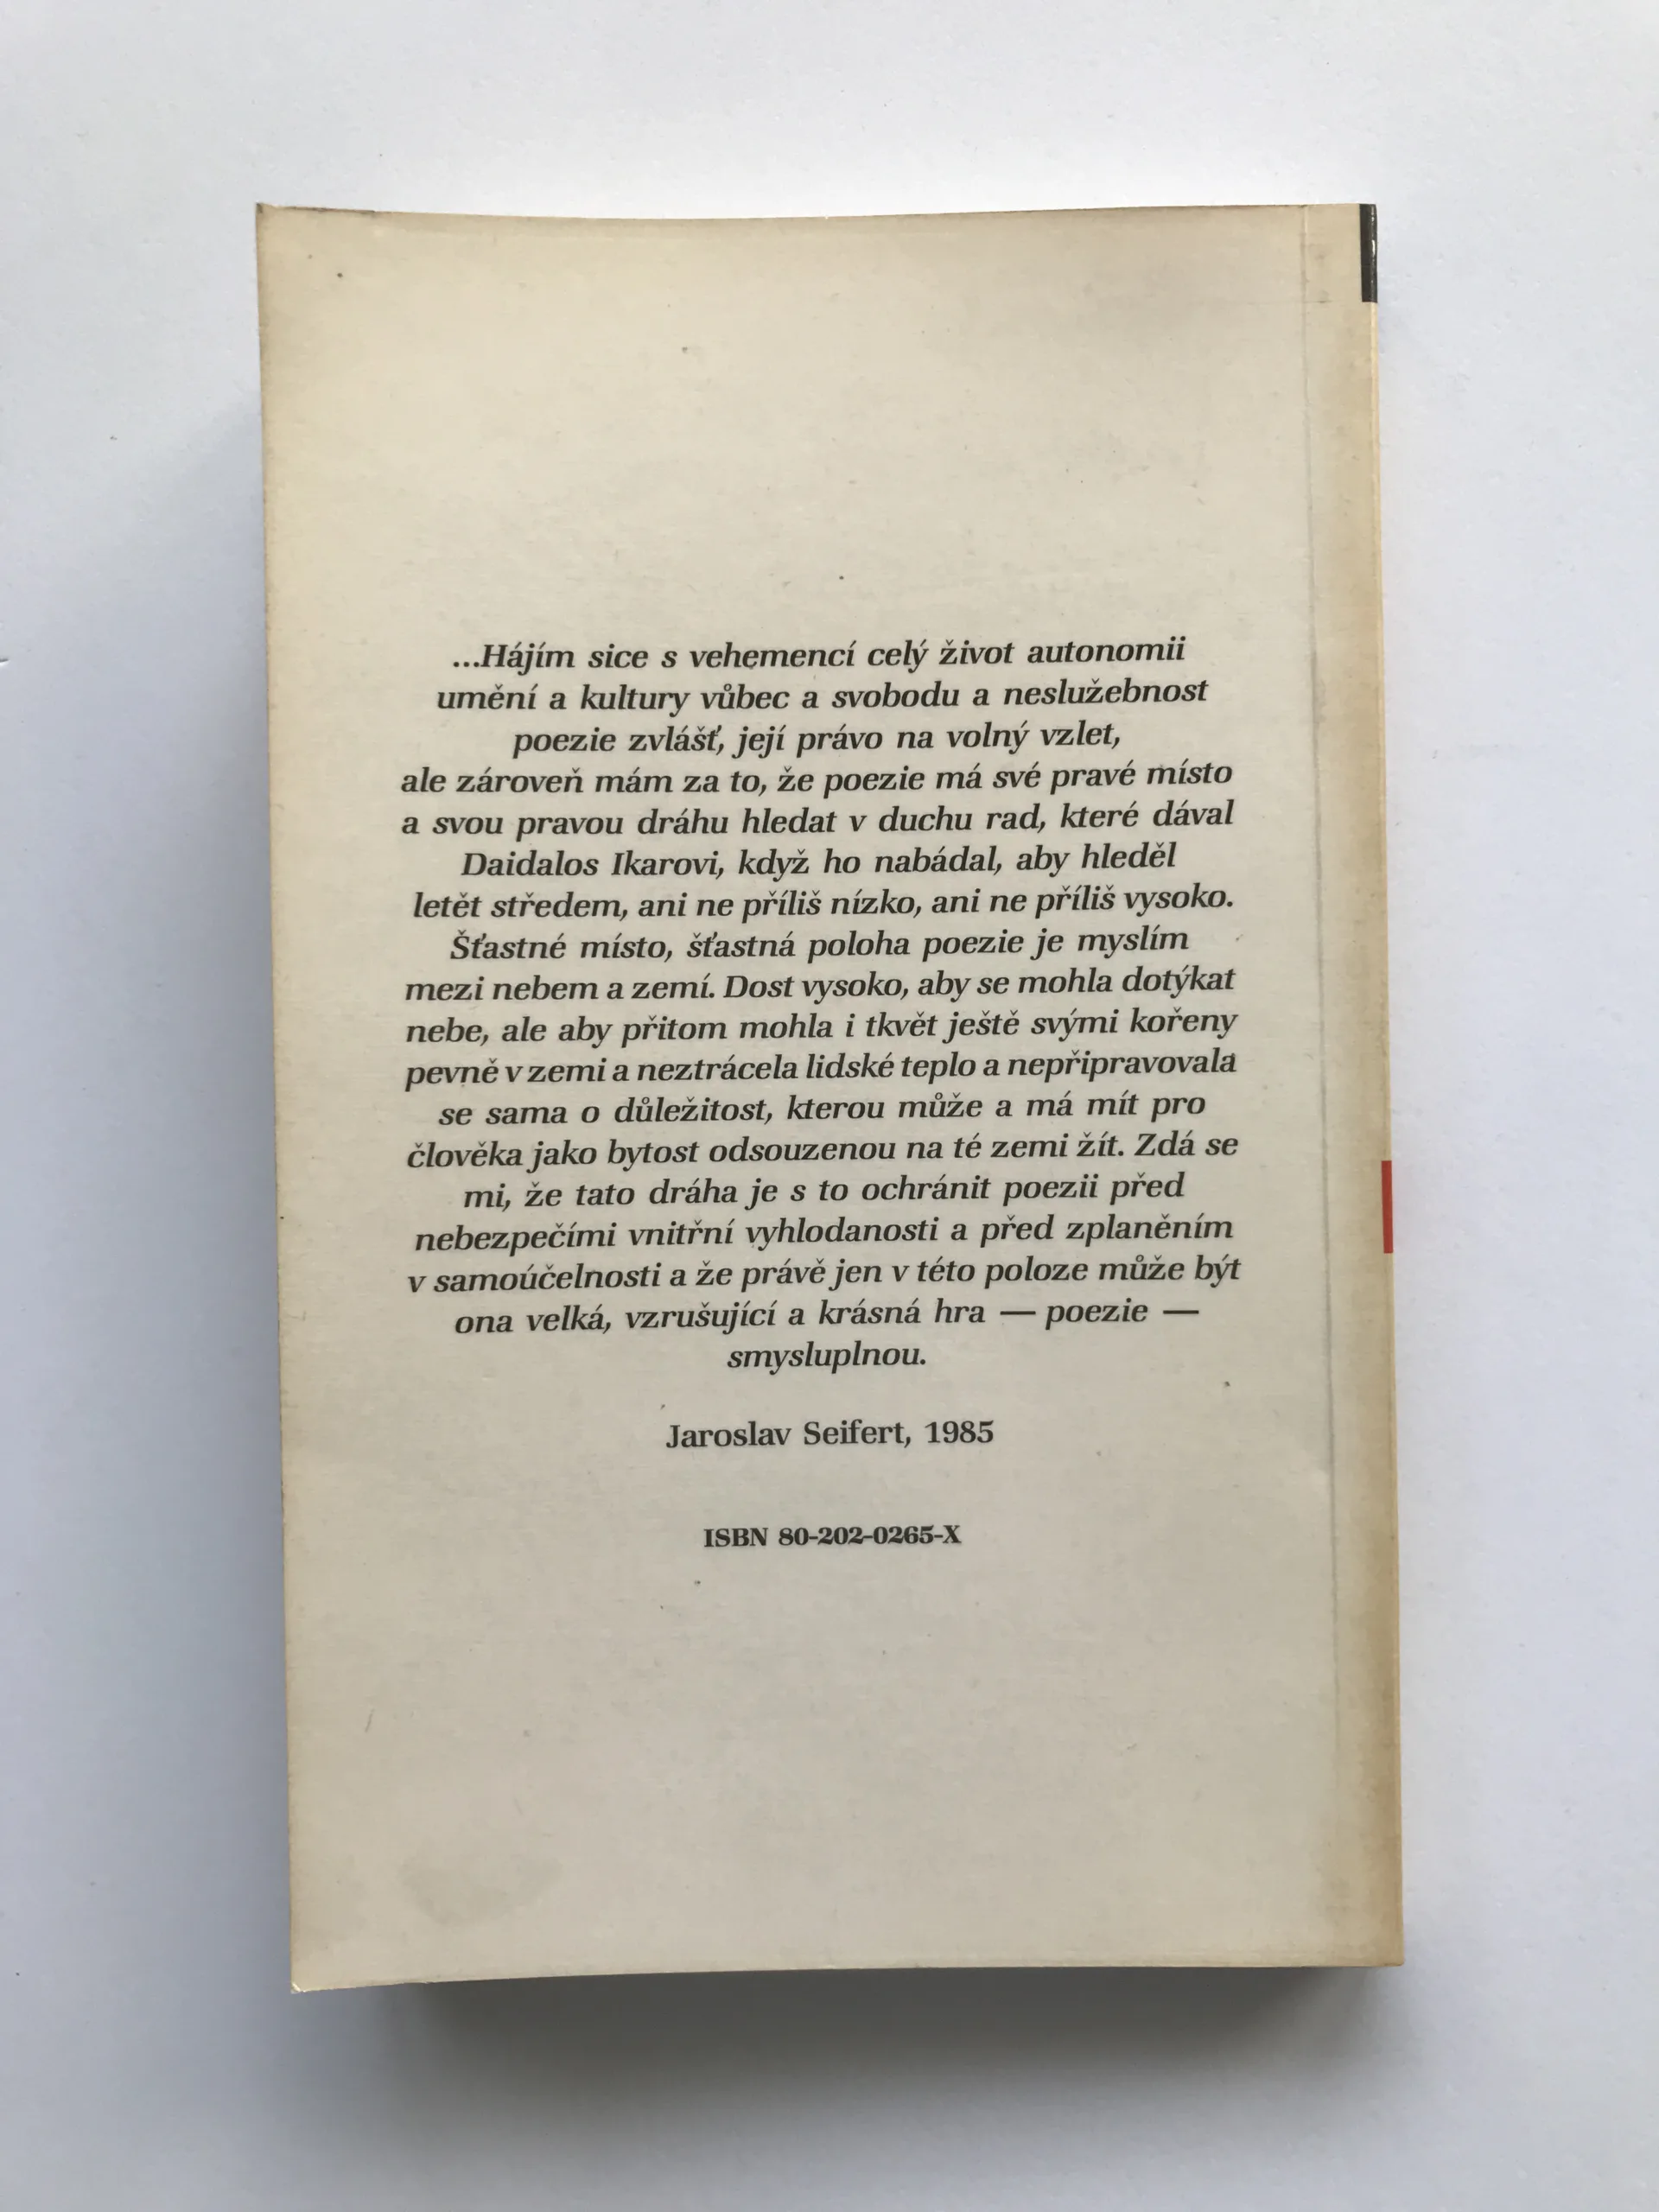 ...Hájím sice s vehemencí celý život autonomii
umění a kultury vůbec a svobodu a neslužebnost
poezie zvlášť, její právo na volný vzlet,
ale zároveň mám za to, že poezie má své pravé místo
a svou pravou dráhu hledat v duchu rad, které dával
Daidalos Ikarovi, když ho nabádal, aby hleděl
letět středem, ani ne příliš nízko, ani ne příliš vysoko.
Šťastné místo, šťastná poloha poezie je myslím
mezi nebem a zemí. Dost vysoko, aby se mohla dotýkat
nebe, ale aby přitom mohla i tkvět ještě svými kořeny
pevně v zemi a neztrácela lidské teplo a nepřipravovala
se sama o důležitost, kterou může a má mít pro
člověka jako bytost odsouzenou na té zemi žít. Zdá se
mi, že tato dráha je s to ochránit poezii před
nebezpečími vnitřní vyhlodanosti a před zplaněním
v samoúčelnosti a že právě jen v této poloze může být
ona velká, vzrušující a krásná hra — poezie —
smysluplnou.
Jaroslav Seifert, 1985
ISBN 80-202-0265-X